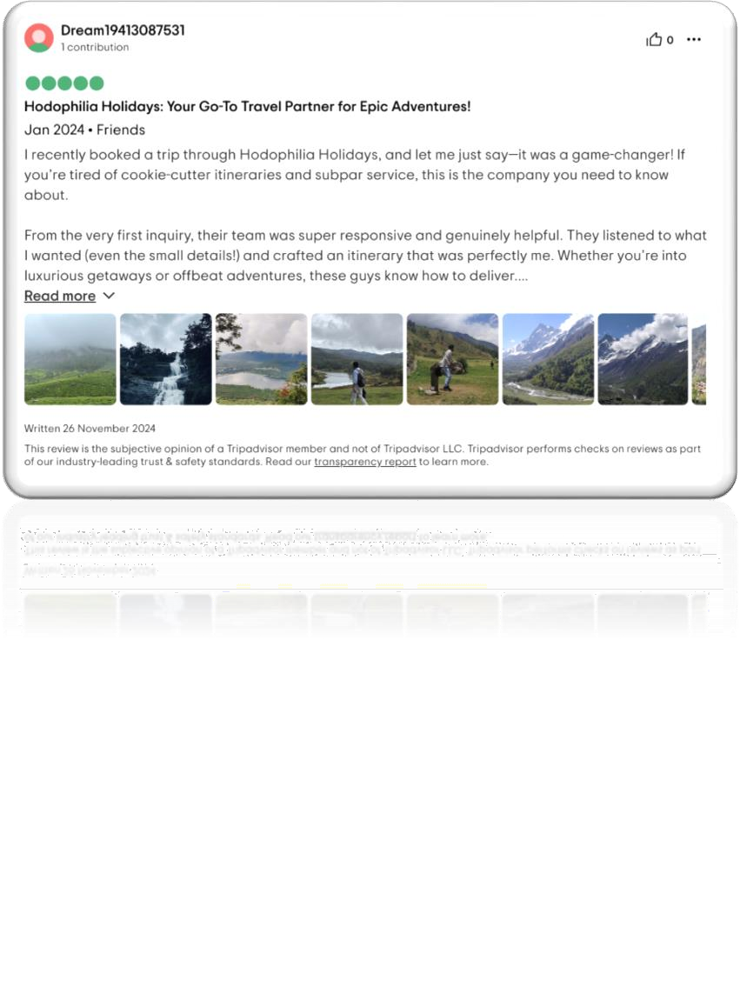 Dream19413087531
1 contribution
0
Hodophilia Holidays: Your Go-To Travel Partner for Epic Adventures!
Jan 2024 • Friends
I recently booked a trip through Hodophilia Holidays, and let me just say—it was a game-changer! If
you're tired of cookie-cutter itineraries and subpar service, this is the company you need to know
about.
From the very first inquiry, their team was super responsive and genuinely helpful. They listened to what
I wanted (even the small details!) and crafted an itinerary that was perfectly me. Whether you're into
luxurious getaways or offbeat adventures, these guys know how to deliver....
Read more
Written 26 November 2024
This review is the subjective opinion of a Tripadvisor member and not of Tripadvisor LLC. Tripadvisor performs checks on reviews as part
of our industry-leading trust & safety standards. Read our transparency report to learn more.